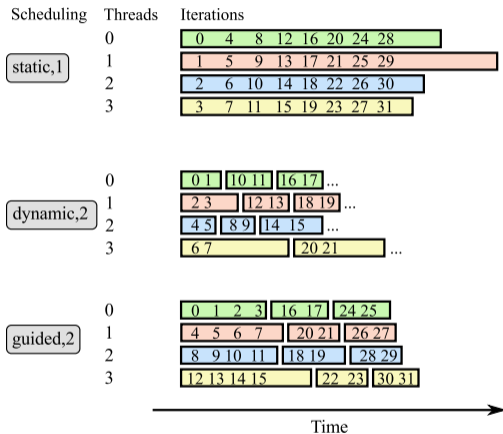 Scheduling Threads Iterations
static,1
0 0 4 8 12 16 20 24 28
1 1 5 9 13 17 21 25 29
2 2 6 10 14 18 22 26 30
3 3 7 11 15 19 23 27 31
dynamic,2
0 0 1 10 11 16 17 ...
1 2 3 12 13 18 19 ...
2 4 5 8 9 14 15 ...
3 6 7 20 21 ...
guided,2
0 0 1 2 3 16 17 24 25
1 4 5 6 7 20 21 26 27
2 8 9 10 11 18 19 28 29
3 12 13 14 15 22 23 30 31
Time